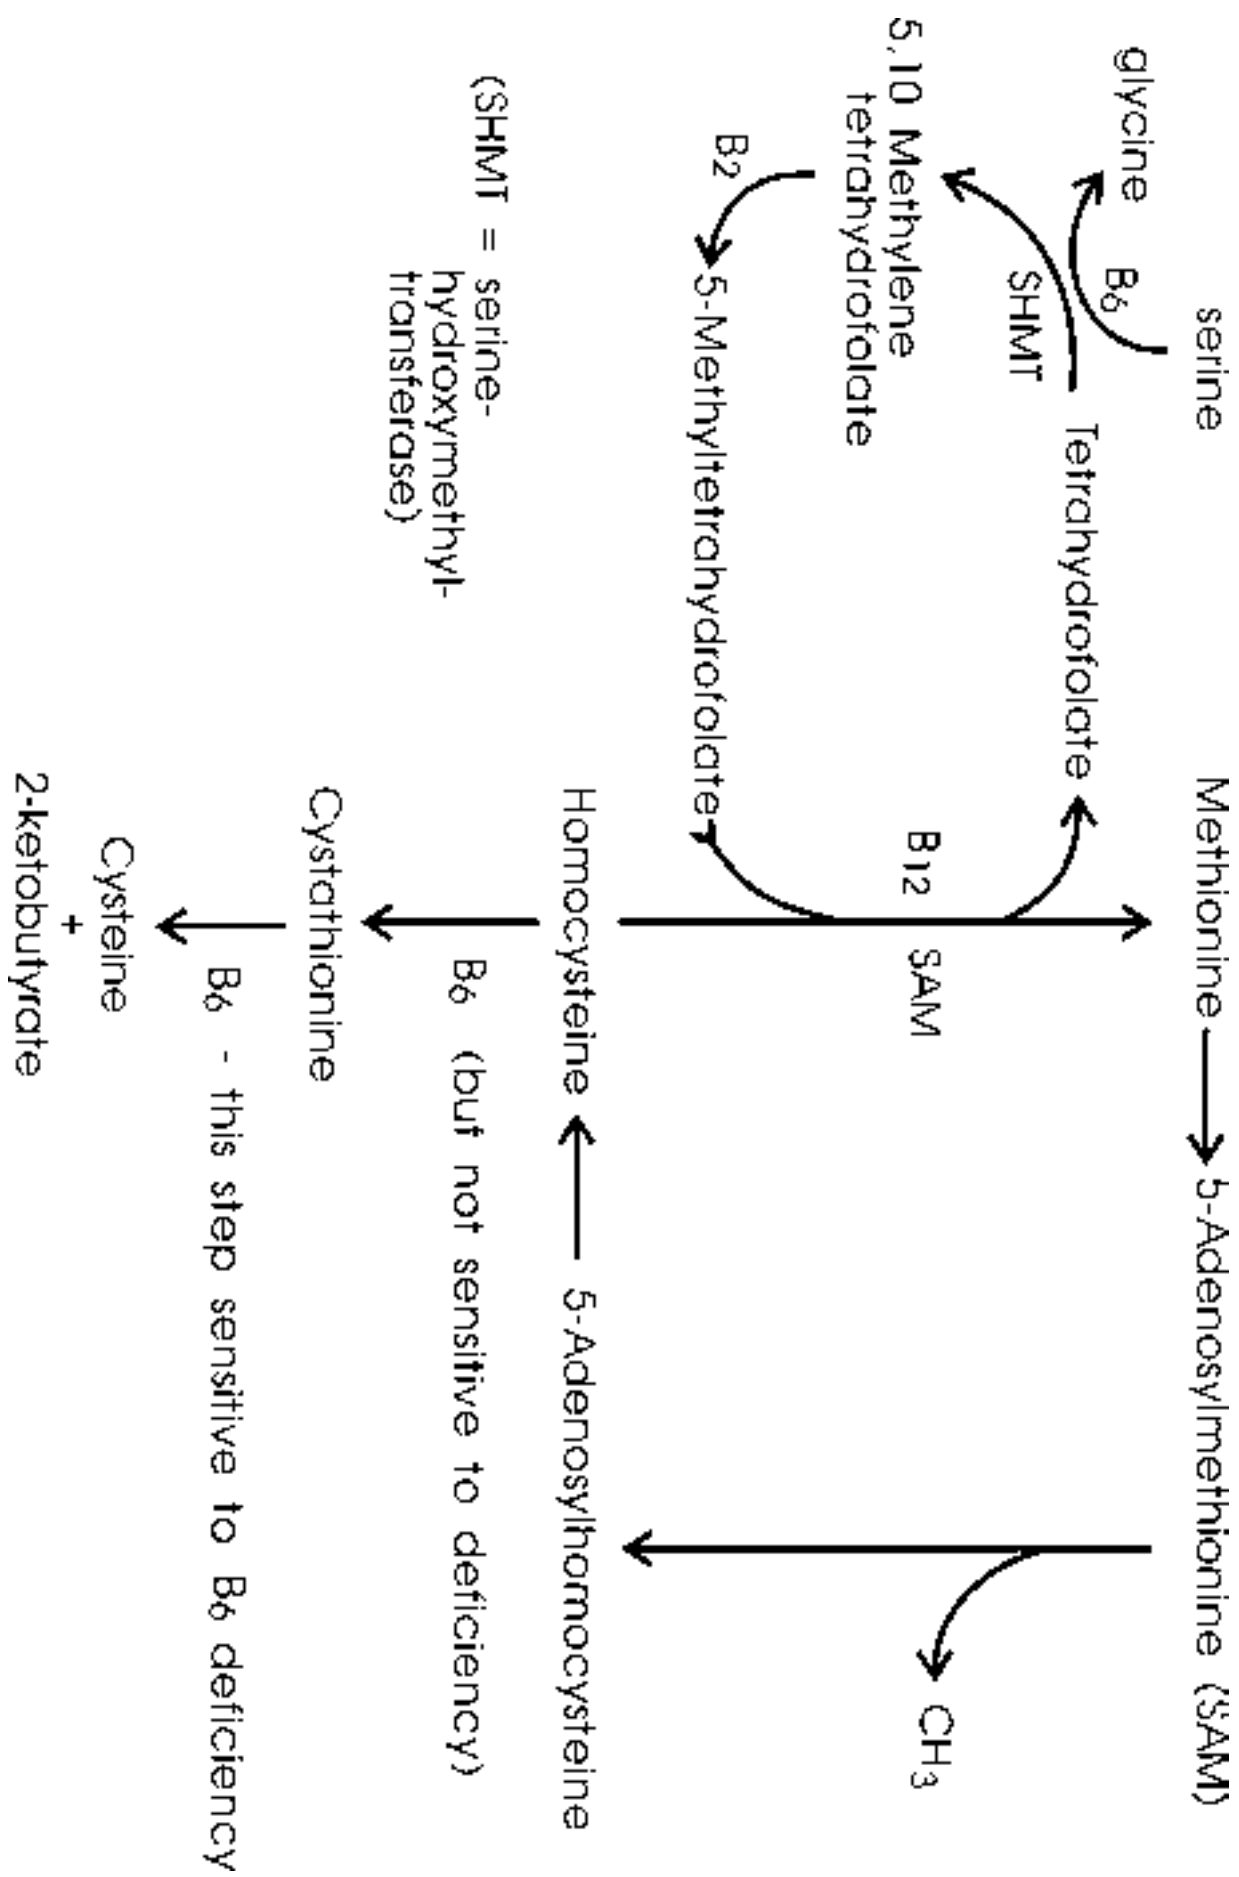 Methionine
5-Adenosylmethionine (SAM)
serine
glycine
B6
SHMT
Tetrahydrofolate
5,10 Methylene
tetrahydrofolate
B12
SAM
CH3
B2
5-Methyltetrahydrofolate
Homocysteine
5-Adenosylhomocysteine
(SHMT = serine-
hydroxymethyl-
transferase)
B6 (but not sensitive to deficiency)
Cystathionine
B6 - this step sensitive to B6 deficiency
Cysteine
+
2-ketobutyrate